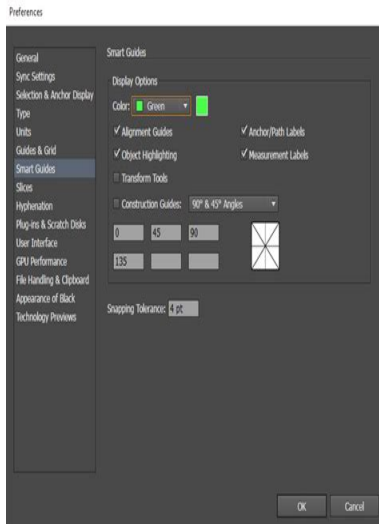 Preferences
General
Sync Settings
Selection & Anchor Display
Type
Units
Guides & Grid
Smart Guides
Slices
Hyphenation
Plug-ins & Scratch Disks
User Interface
GPU Performance
File Handling & Clipboard
Appearance of Black
Technology Previews
Smart Guides
Display Options
Color: Green
Alignment Guides Anchor/Path Labels
Object Highlighting Measurement Labels
Transform Tools
Construction Guides: 90° & 45° Angles
0 45 90
135
Snapping Tolerance: 4 pt
OK Cancel